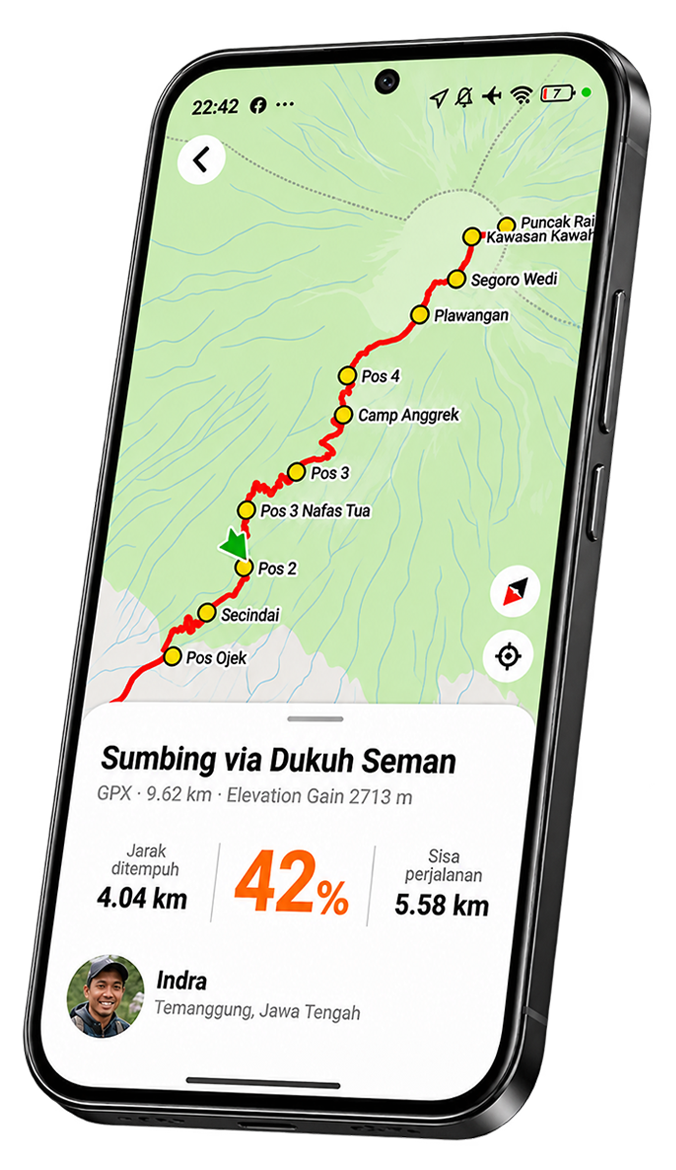 22:42
7
Puncak Rai
Kawasan Kawah
Segoro Wedi
Plawangan
Pos 4
Camp Anggrek
Pos 3
Pos 3 Nafas Tua
Pos 2
Secindai
Pos Ojek
Sumbing via Dukuh Seman
GPX · 9.62 km · Elevation Gain 2713 m
Jarak
ditempuh
4.04 km
42%
Sisa
perjalanan
5.58 km
Indra
Temanggung, Jawa Tengah